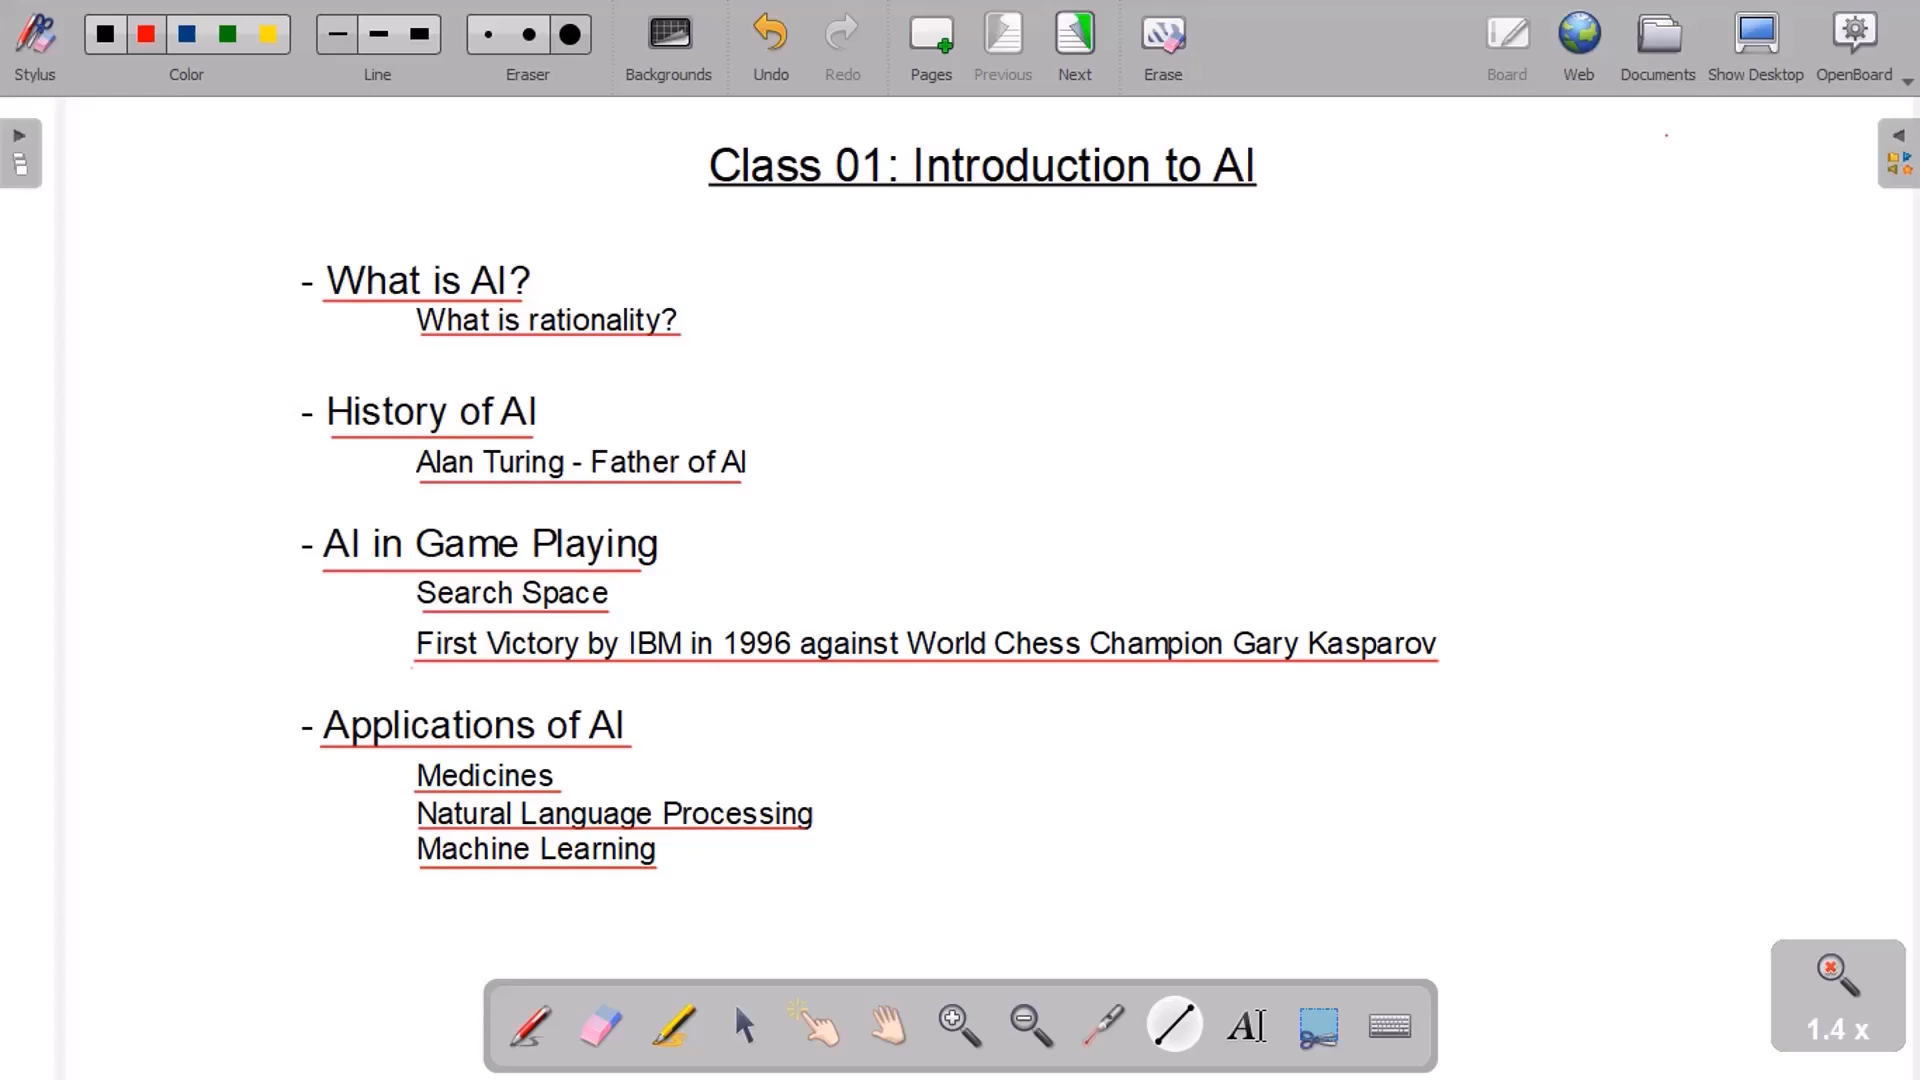 Stylus
Color
Line
Eraser
Backgrounds
Undo
Redo
Pages
Previous
Next
Erase
Board
Web
Documents
Show Desktop
OpenBoard
Class 01: Introduction to AI
- What is AI?
What is rationality?
- History of AI
Alan Turing - Father of AI
- AI in Game Playing
Search Space
First Victory by IBM in 1996 against World Chess Champion Gary Kasparov
- Applications of AI
Medicines
Natural Language Processing
Machine Learning
AI
1.4 x